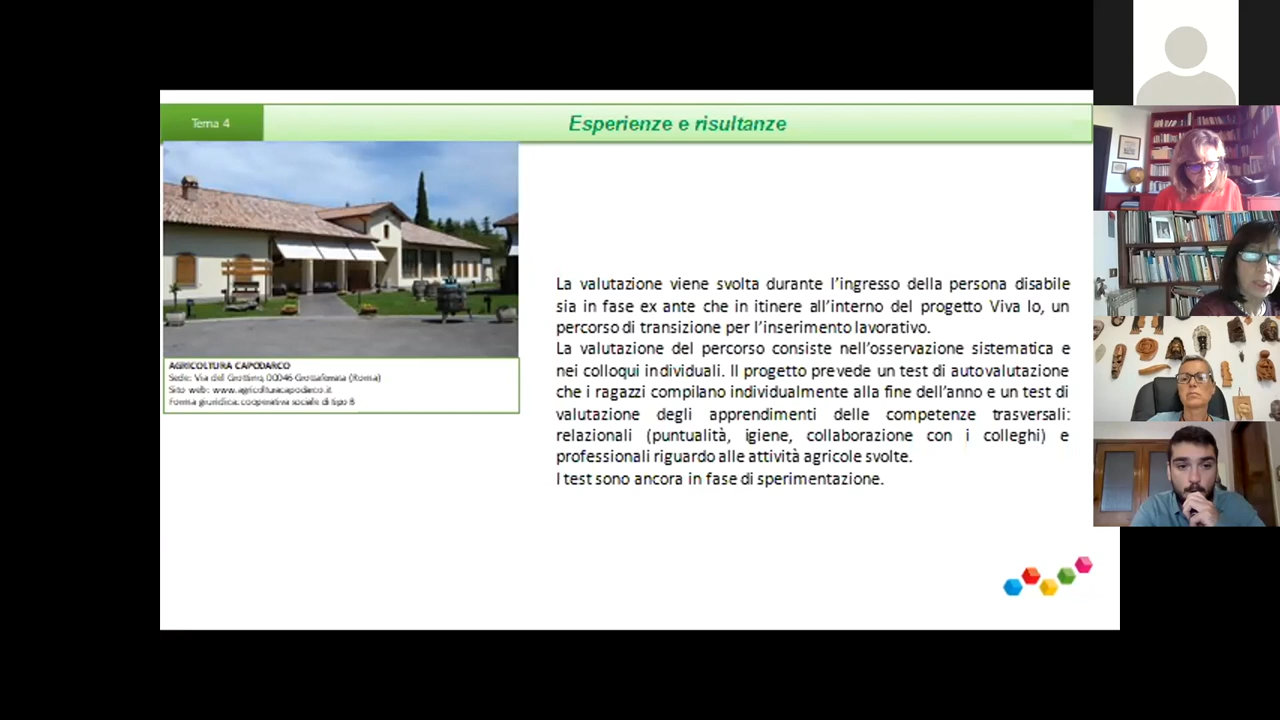 Tema 4
Esperienze e risultanze
AGRICOLTURA CAPODARCO
Sede: Via del Grottino, 00046 Grottaferrata (Roma)
Sito web: www.agricolturacapodarco.it
Forma giuridica: cooperativa sociale di tipo B
La valutazione viene svolta durante l’ingresso della persona disabile
sia in fase ex ante che in itinere all’interno del progetto Viva Io, un
percorso di transizione per l’inserimento lavorativo.
La valutazione del percorso consiste nell’osservazione sistematica e
nei colloqui individuali. Il progetto prevede un test di autovalutazione
che i ragazzi compilano individualmente alla fine dell’anno e un test di
valutazione degli apprendimenti delle competenze trasversali:
relazionali (puntualità, igiene, collaborazione con i colleghi) e
professionali riguardo alle attività agricole svolte.
I test sono ancora in fase di sperimentazione.